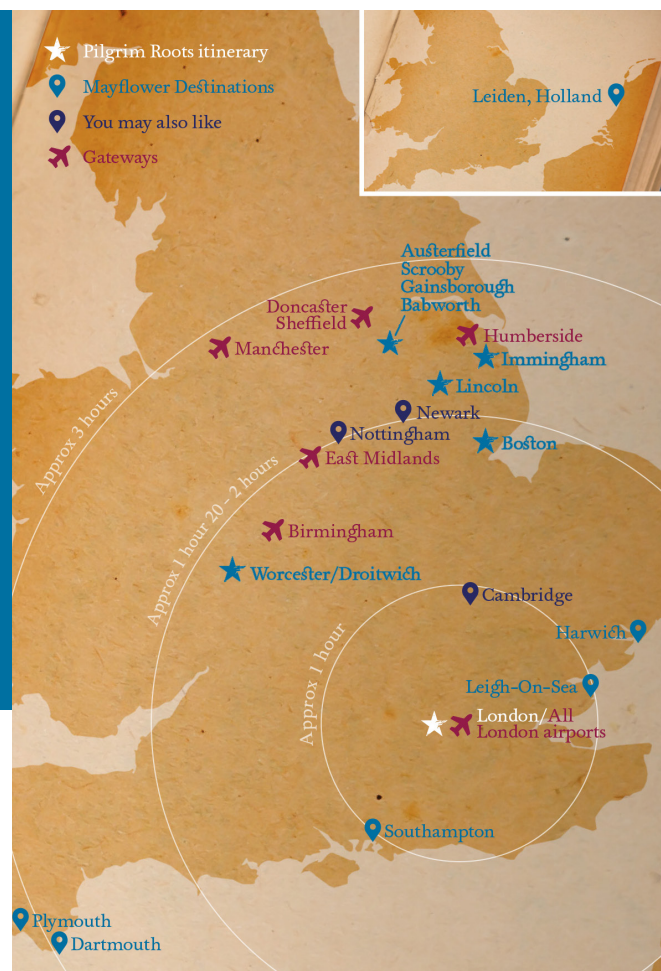 Pilgrim Roots itinerary
Mayflower Destinations
You may also like
Gateways
Leiden, Holland
Austerfield
Scrooby
Gainsborough
Babworth
Doncaster
Sheffield
Humberside
Manchester
Immingham
Lincoln
Approx 3 hours
Newark
Nottingham
Boston
East Midlands
Approx 1 hour 20 - 2 hours
Birmingham
Worcester/Droitwich
Cambridge
Approx 1 hour
Harwich
Leigh-On-Sea
London/All
London airports
Southampton
Plymouth
Dartmouth